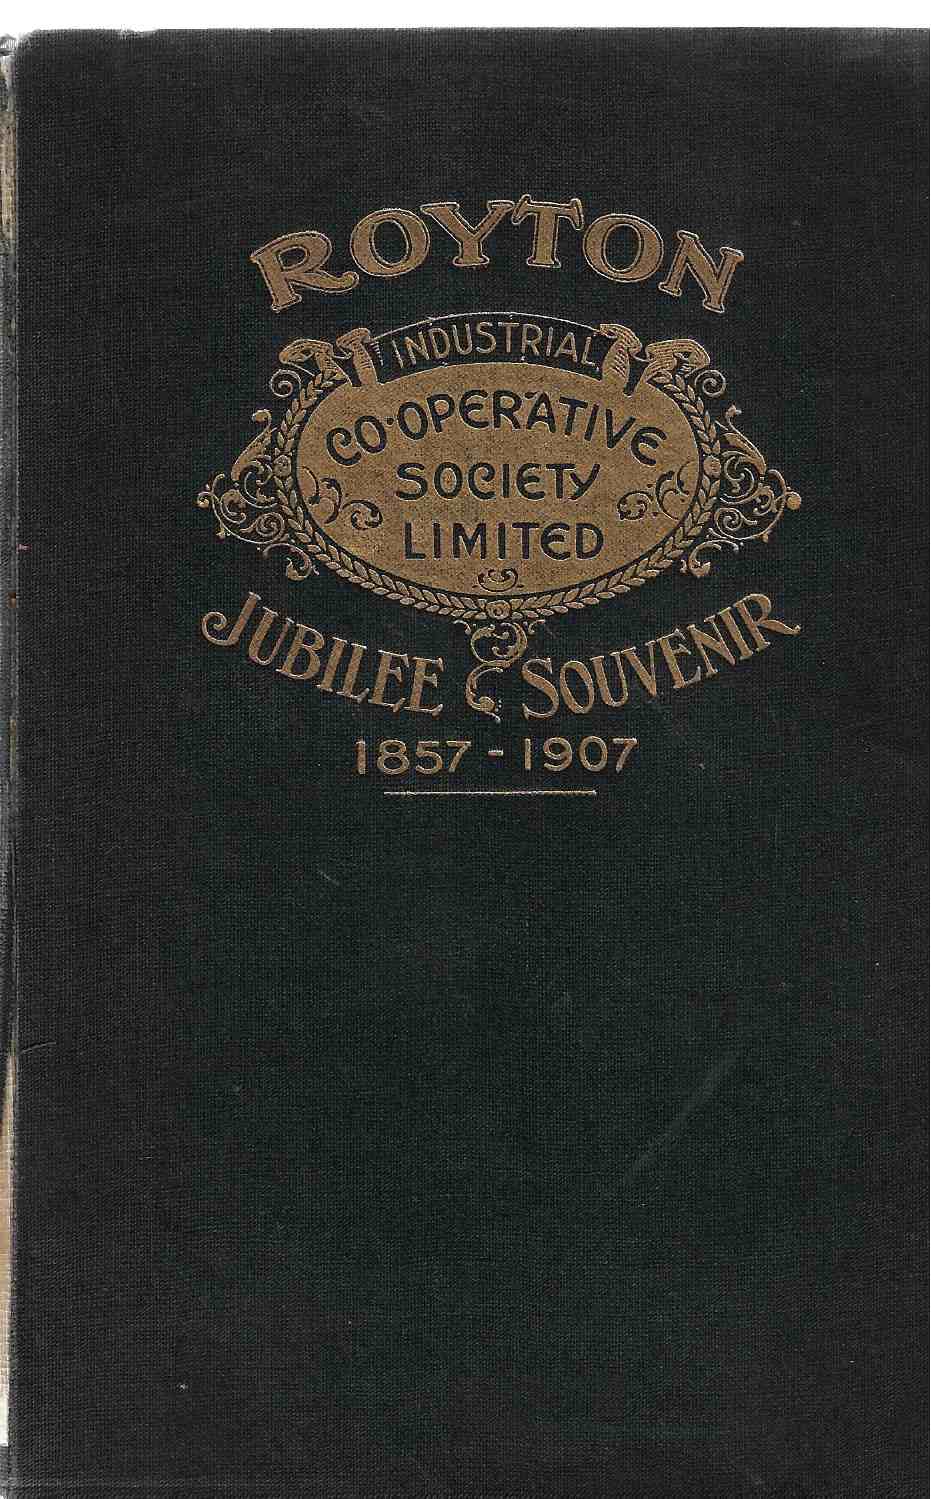 ROYTON
INDUSTRIAL
CO-OPERATIVE
SOCIETY
LIMITED
JUBILEE SOUVENIR
1857-1907